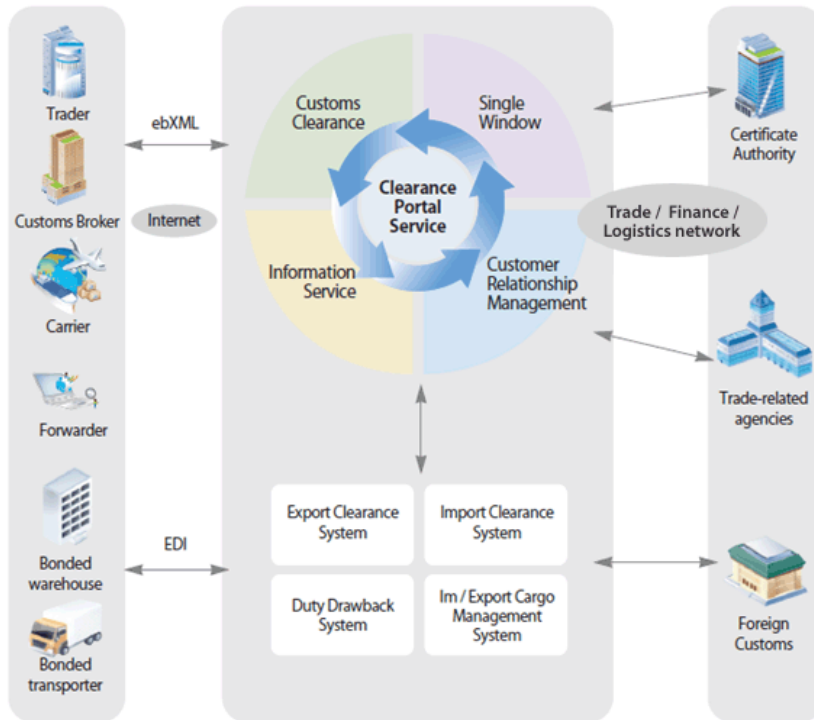 Trader
Customs Broker
Carrier
Forwarder
Bonded
warehouse
Bonded
transporter
ebXML
Internet
EDI
Customs
Clearance
Single
Window
Clearance
Portal
Service
Information
Service
Customer
Relationship
Management
Export Clearance
System
Import Clearance
System
Duty Drawback
System
Im / Export Cargo
Management
System
Trade / Finance /
Logistics network
Certificate
Authority
Trade-related
agencies
Foreign
Customs